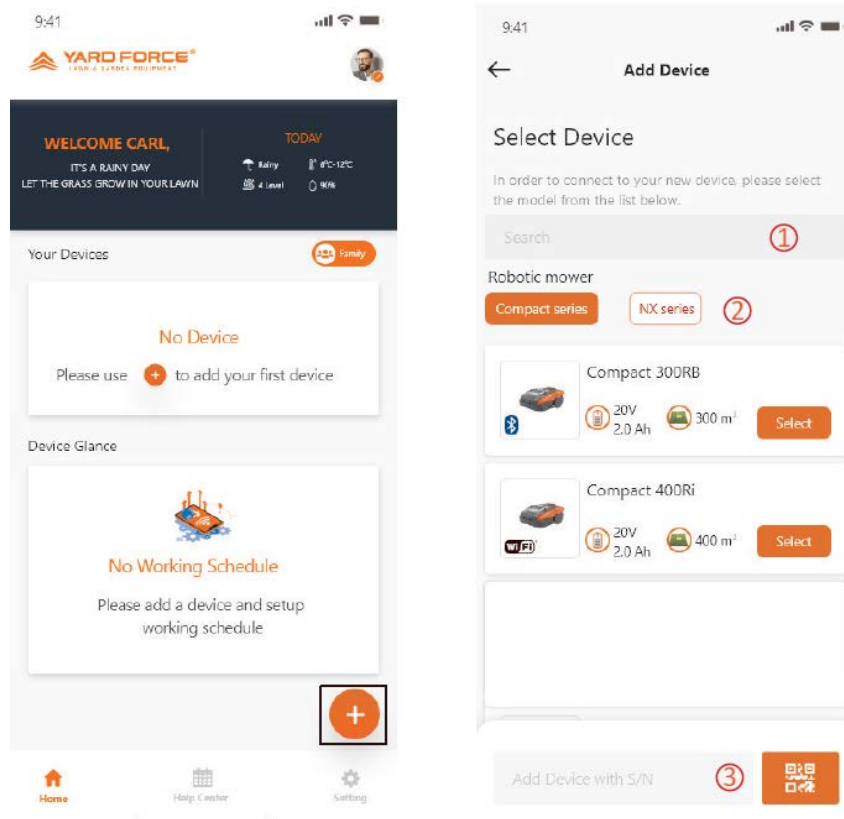 9:41
YARD FORCE®
LAWN & GARDEN EQUIPMENT
WELCOME CARL,
IT'S A RAINY DAY
LET THE GRASS GROW IN YOUR LAWN
TODAY
Rainy
4 Level
90%
Your Devices
Family
No Device
Please use + to add your first device
Device Glance
No Working Schedule
Please add a device and setup
working schedule
+
Home
Help Center
Setting
9:41
Add Device
Select Device
In order to connect to your new device, please select
the model from the list below.
Search
①
Robotic mower
Compact series
NX series
②
Compact 300RB
20V
2.0 Ah
300 m²
Select
Compact 400Ri
WiFi
20V
2.0 Ah
400 m²
Select
Add Device with S/N
③